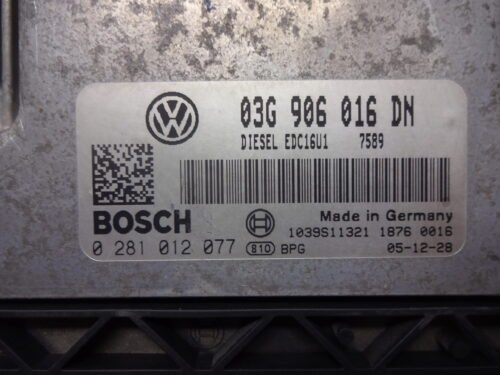 03G 906 016 DN
DIESEL EDC16U1 7589
BOSCH
Made in Germany
1039S11321 1876 0016
0 281 012 077 810 BPG 05-12-28